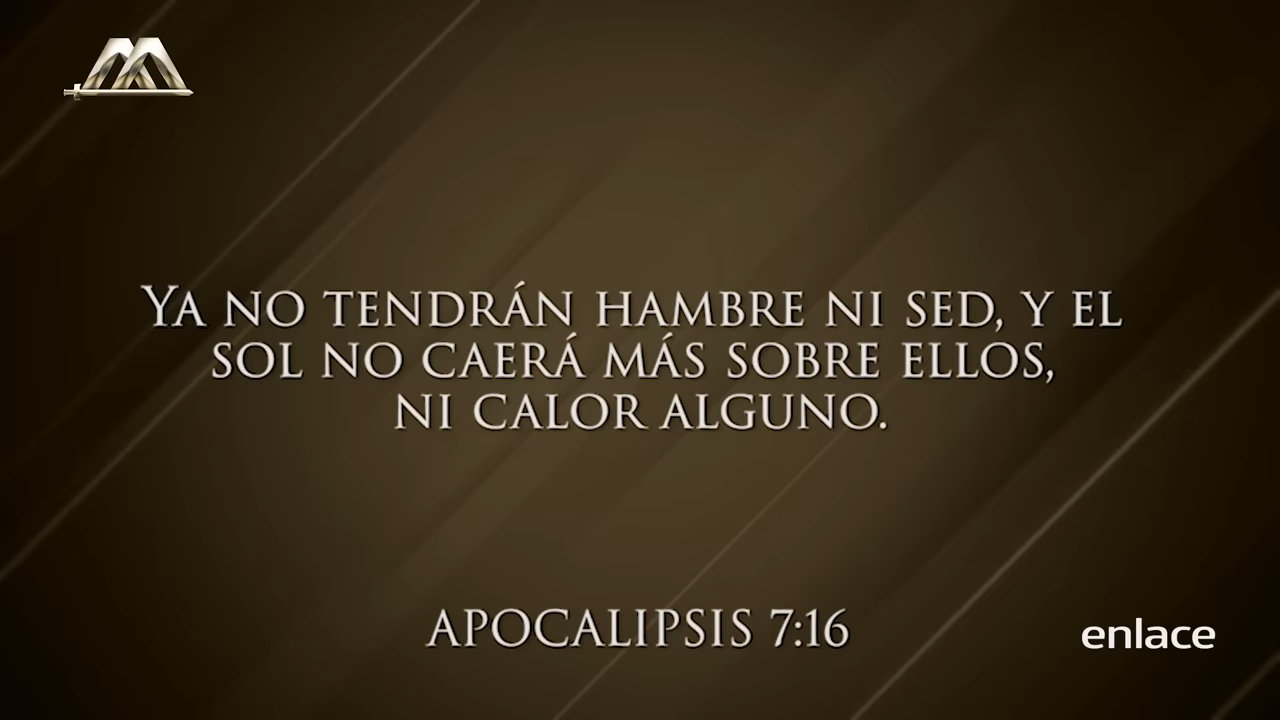 Ya no tendrán hambre ni sed, y el
sol no caerá más sobre ellos,
ni calor alguno.
APOCALIPSIS 7:16
enlace